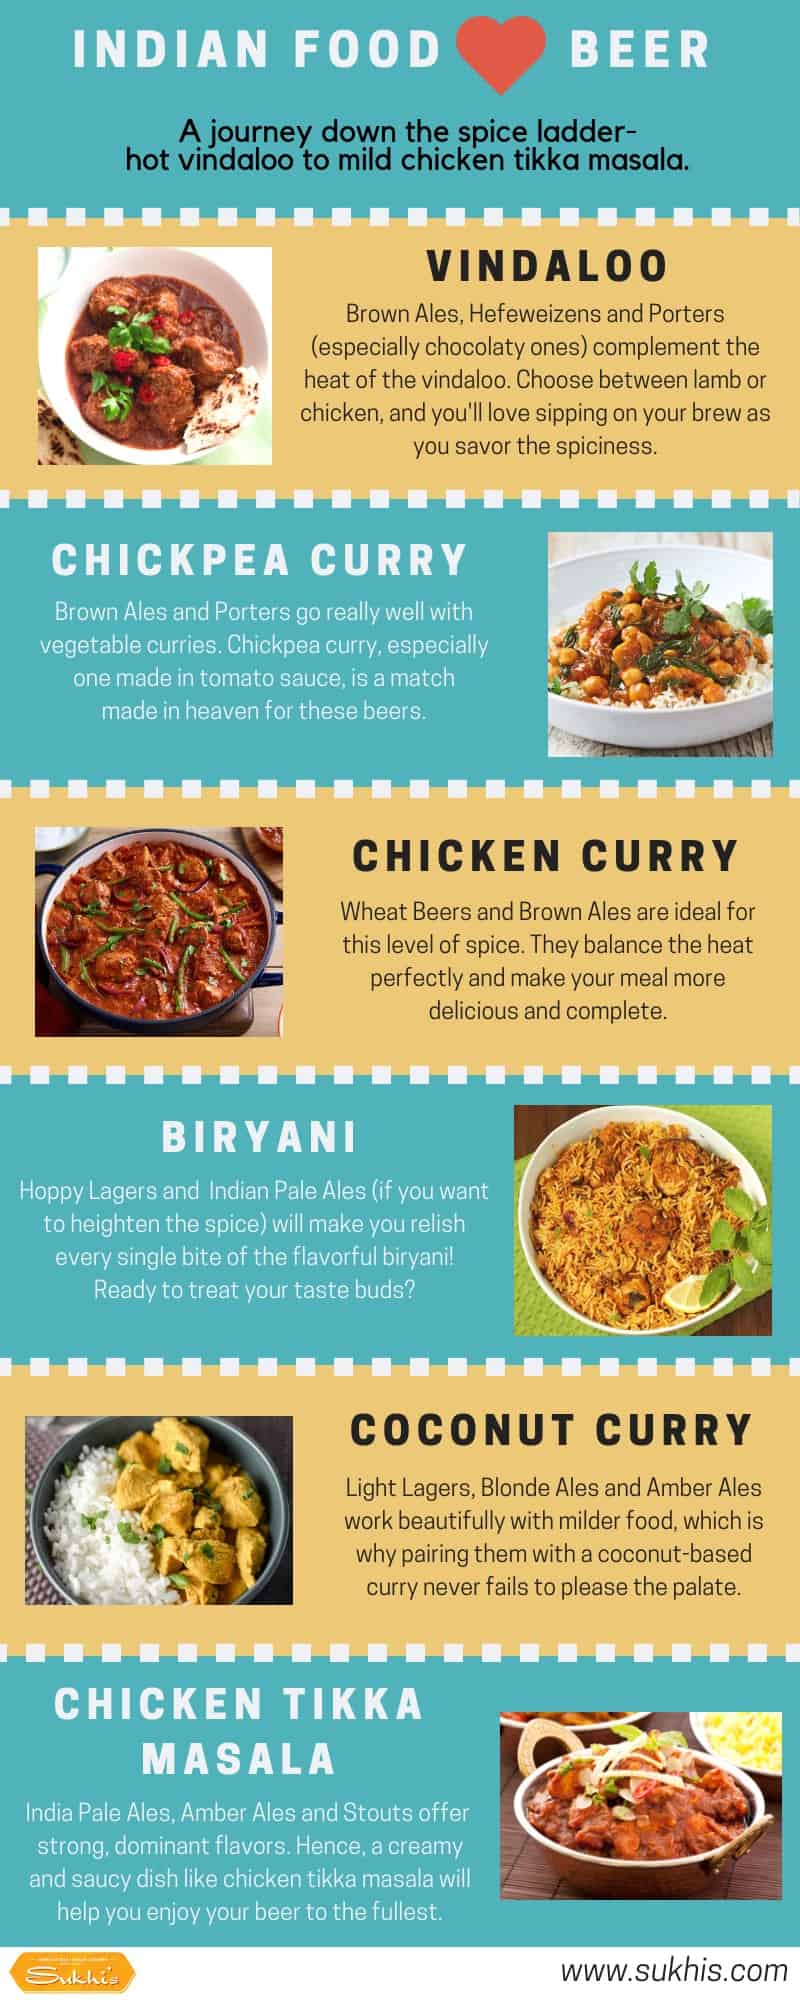 INDIAN FOOD BEER
A journey down the spice ladder-
hot vindaloo to mild chicken tikka masala.
VINDALOO
Brown Ales, Hefeweizens and Porters
(especially chocolaty ones) complement the
heat of the vindaloo. Choose between lamb or
chicken, and you'll love sipping on your brew as
you savor the spiciness.
CHICKPEA CURRY
Brown Ales and Porters go really well with
vegetable curries. Chickpea curry, especially
one made in tomato sauce, is a match
made in heaven for these beers.
CHICKEN CURRY
Wheat Beers and Brown Ales are ideal for
this level of spice. They balance the heat
perfectly and make your meal more
delicious and complete.
BIRYANI
Hoppy Lagers and Indian Pale Ales (if you want
to heighten the spice) will make you relish
every single bite of the flavorful biryani!
Ready to treat your taste buds?
COCONUT CURRY
Light Lagers, Blonde Ales and Amber Ales
work beautifully with milder food, which is
why pairing them with a coconut-based
curry never fails to please the palate.
CHICKEN TIKKA
MASALA
India Pale Ales, Amber Ales and Stouts offer
strong, dominant flavors. Hence, a creamy
and saucy dish like chicken tikka masala will
help you enjoy your beer to the fullest.
Sukhi's
www.sukhis.com